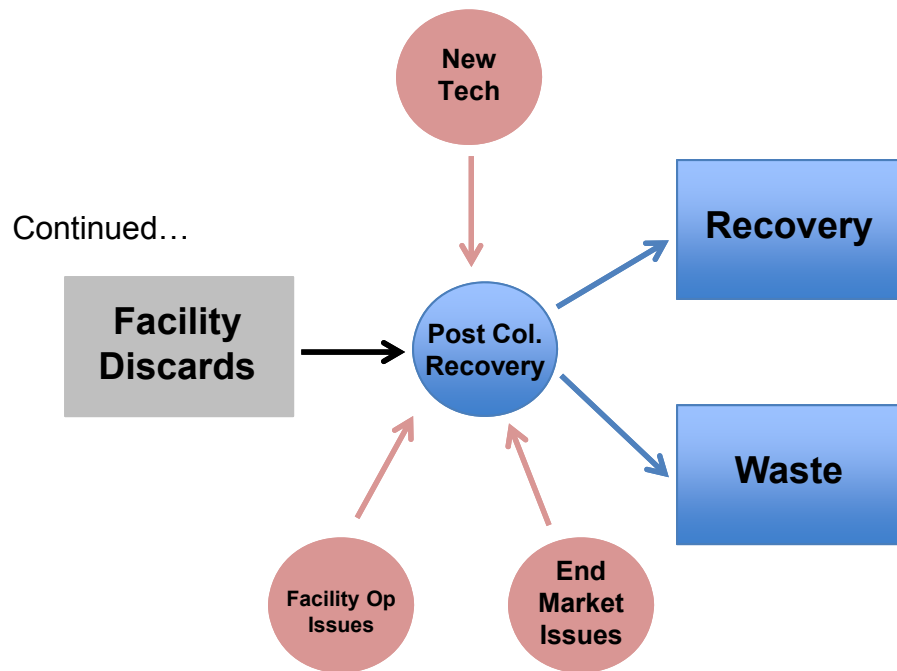 New
Tech
Continued…
Recovery
Facility
Discards
Post Col.
Recovery
Waste
Facility Op
Issues
End
Market
Issues